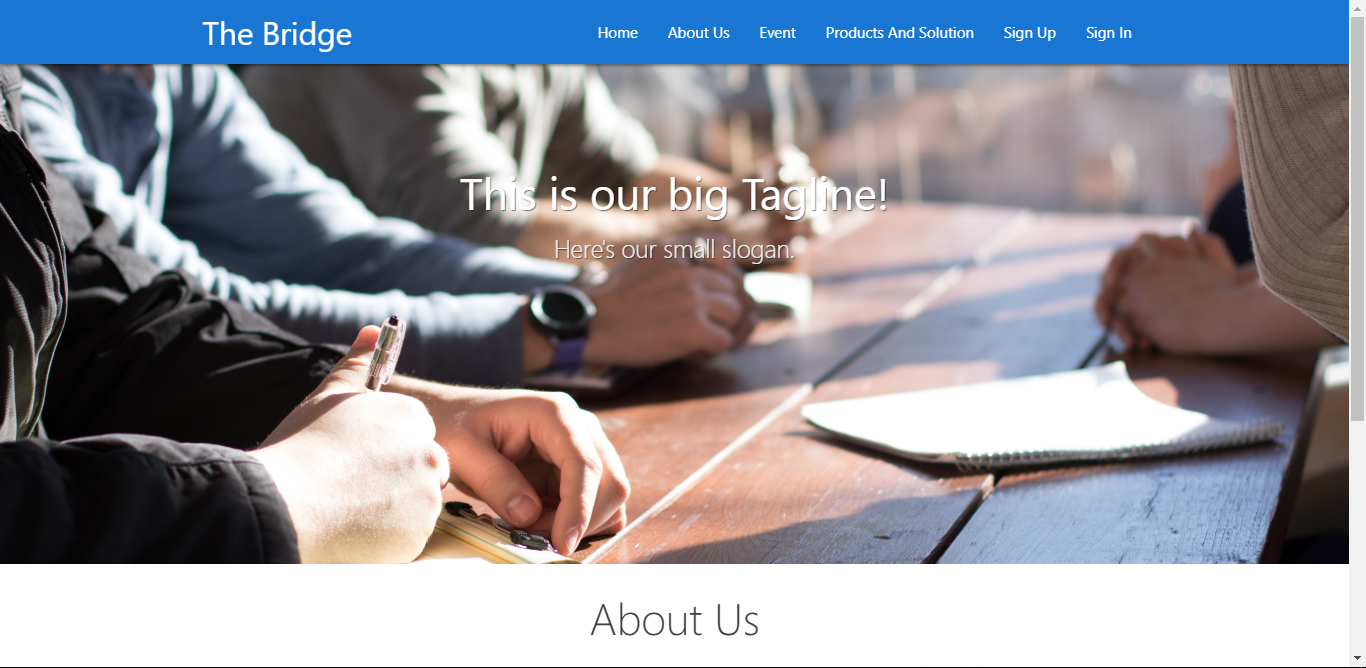 The Bridge
Home About Us Event Products And Solution Sign Up Sign In
This is our big Tagline!
Here's our small slogan.
About Us